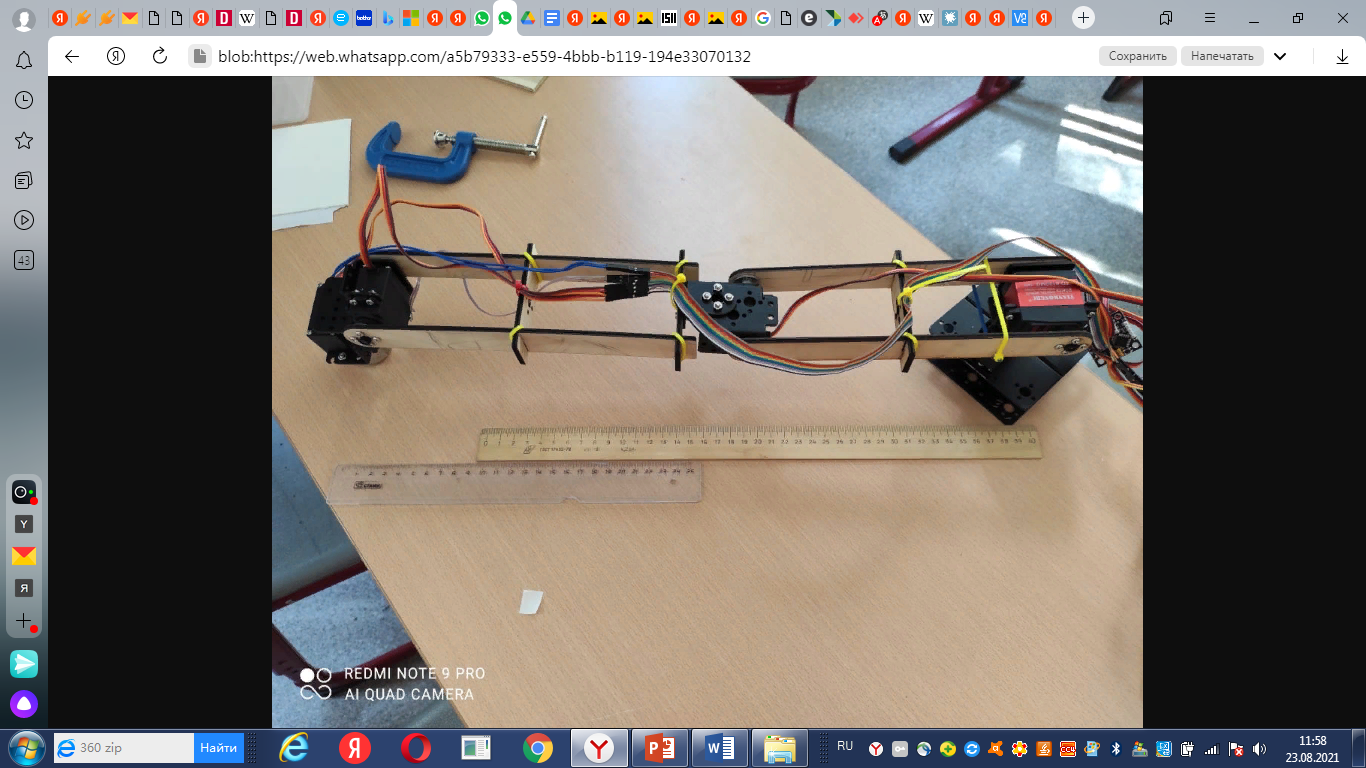 blob:https://web.whatsapp.com/a5b79333-e559-4bbb-b119-194e33070132
Сохранить
Напечатать
43
REDMI NOTE 9 PRO
AI QUAD CAMERA
360 zip
Найти
RU
11:58
23.08.2021